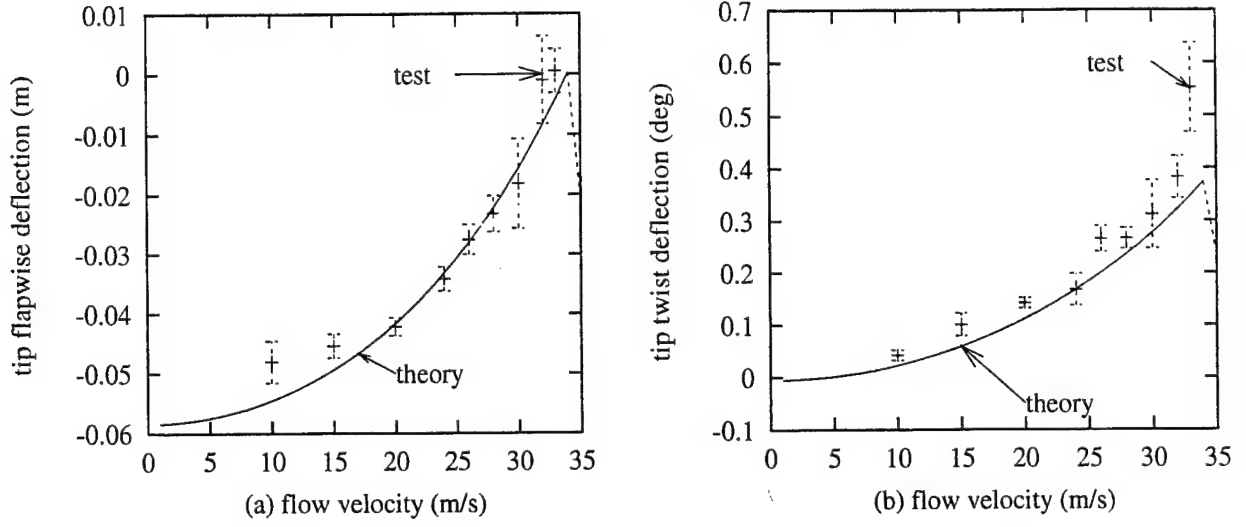 0.01
0
-0.01
-0.02
-0.03
-0.04
-0.05
-0.06
tip flapwise deflection (m)
test
theory
0 5 10 15 20 25 30 35
(a) flow velocity (m/s)
0.7
0.6
0.5
0.4
0.3
0.2
0.1
0
-0.1
tip twist deflection (deg)
test
theory
0 5 10 15 20 25 30 35
(b) flow velocity (m/s)